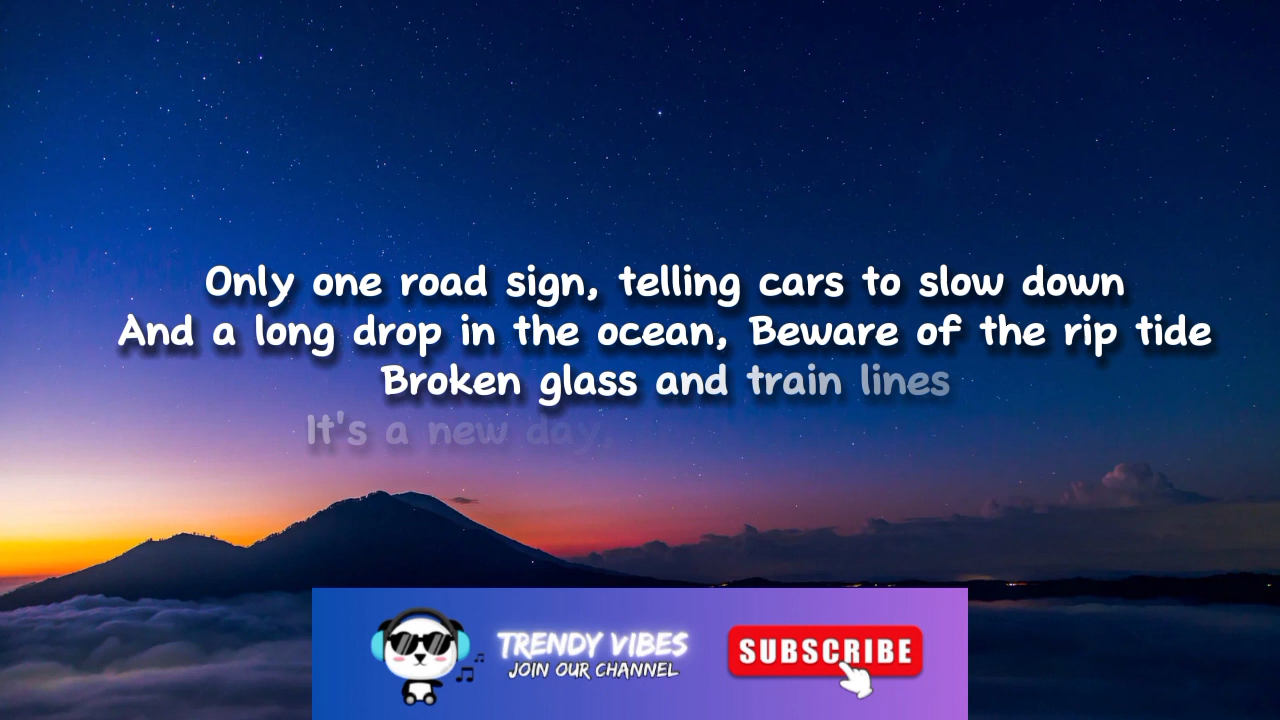 Only one road sign, telling cars to slow down
And a long drop in the ocean, Beware of the rip tide
Broken glass and train lines
It's a new day,
TRENDY VIBES
JOIN OUR CHANNEL
SUBSCRIBE